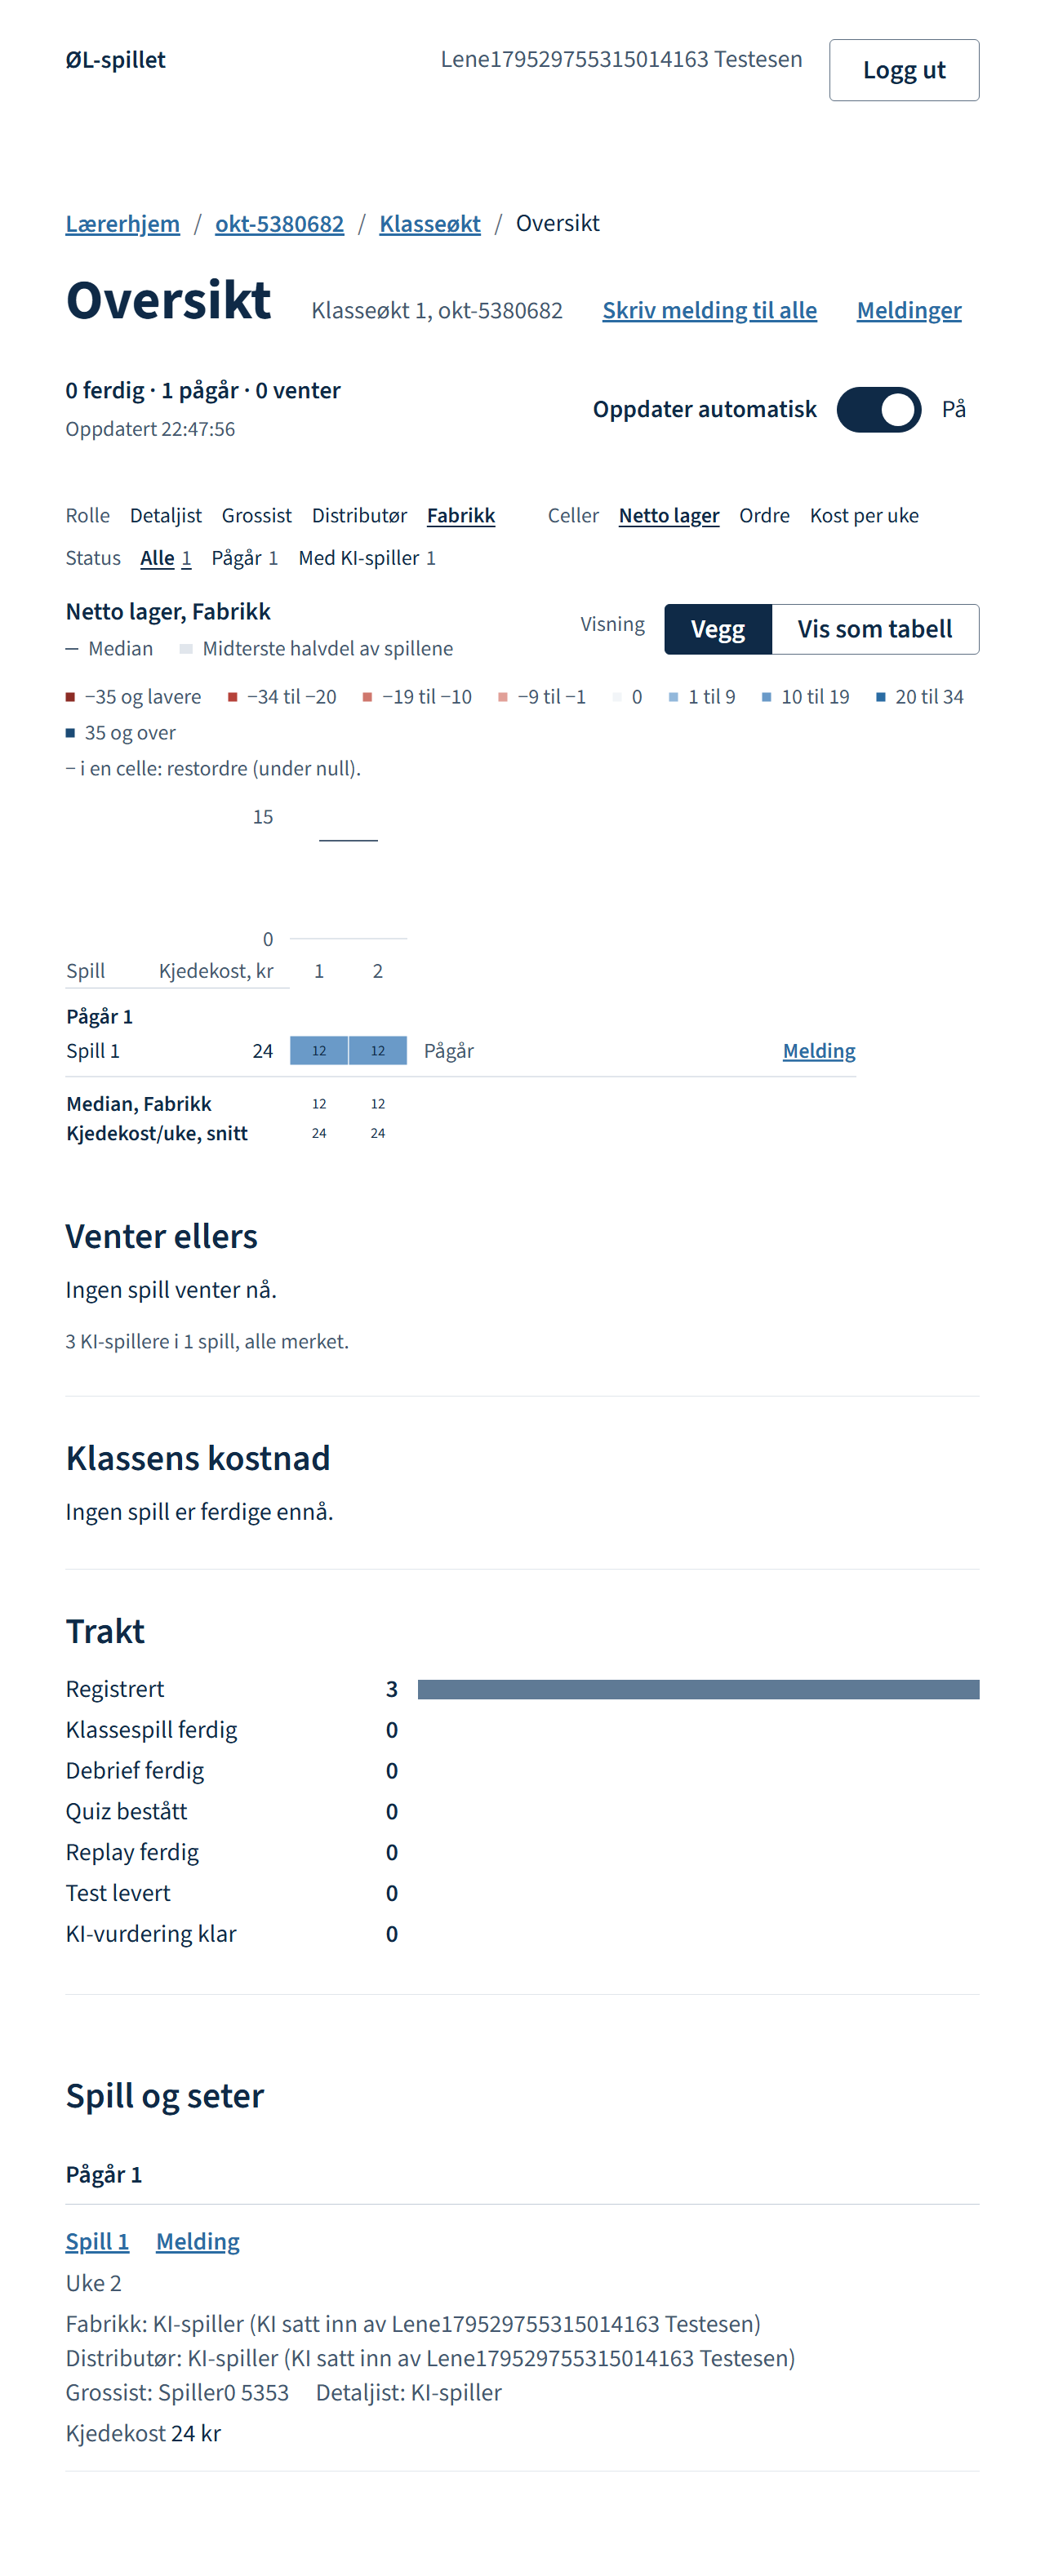 ØL-spillet Lene179529755315014163 Testesen Logg ut
Lærerhjem / okt-5380682 / Klasseøkt / Oversikt
Oversikt Klasseøkt 1, okt-5380682 Skriv melding til alle Meldinger
0 ferdig · 1 pågår · 0 venter
Oppdatert 22:47:56
Oppdater automatisk På
Rolle Detaljist Grossist Distributør Fabrikk Celler Netto lager Ordre Kost per uke
Status Alle 1 Pågår 1 Med KI-spiller 1
Netto lager, Fabrikk
Median Midterste halvdel av spillene
Visning Vegg Vis som tabell
−35 og lavere −34 til −20 −19 til −10 −9 til −1 0 1 til 9 10 til 19 20 til 34
35 og over
− i en celle: restordre (under null).
15
0
Spill Kjedekost, kr 1 2
Pågår 1
Spill 1 24 12 12 Pågår Melding
Median, Fabrikk 12 12
Kjedekost/uke, snitt 24 24
Venter ellers
Ingen spill venter nå.
3 KI-spillere i 1 spill, alle merket.
Klassens kostnad
Ingen spill er ferdige ennå.
Trakt
Registrert 3
Klassespill ferdig 0
Debrief ferdig 0
Quiz bestått 0
Replay ferdig 0
Test levert 0
KI-vurdering klar 0
Spill og seter
Pågår 1
Spill 1 Melding
Uke 2
Fabrikk: KI-spiller (KI satt inn av Lene179529755315014163 Testesen)
Distributør: KI-spiller (KI satt inn av Lene179529755315014163 Testesen)
Grossist: Spiller0 5353 Detaljist: KI-spiller
Kjedekost 24 kr